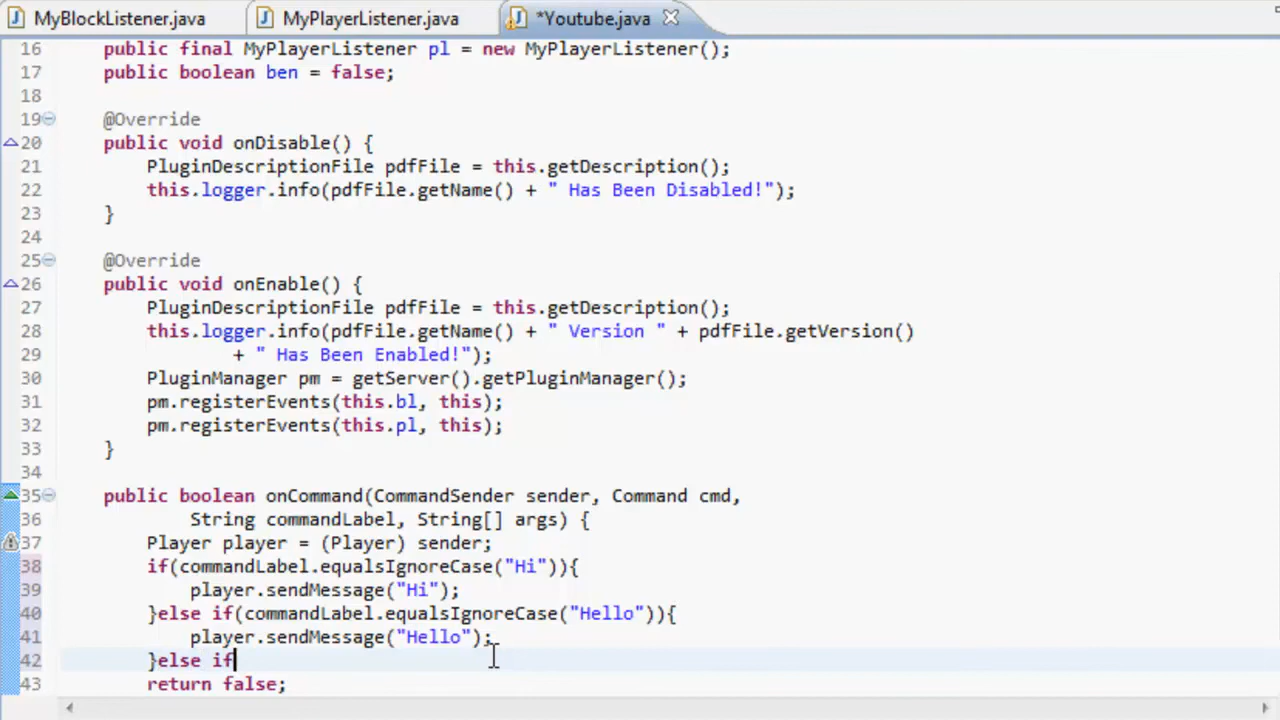 MyBlockListener.java MyPlayerListener.java *Youtube.java
16 public final MyPlayerListener pl = new MyPlayerListener();
17 public boolean ben = false;
18
19 @Override
20 public void onDisable() {
21 PluginDescriptionFile pdfFile = this.getDescription();
22 this.logger.info(pdfFile.getName() + " Has Been Disabled!");
23 }
24
25 @Override
26 public void onEnable() {
27 PluginDescriptionFile pdfFile = this.getDescription();
28 this.logger.info(pdfFile.getName() + " Version " + pdfFile.getVersion()
29 + " Has Been Enabled!");
30 PluginManager pm = getServer().getPluginManager();
31 pm.registerEvents(this.bl, this);
32 pm.registerEvents(this.pl, this);
33 }
34
35 public boolean onCommand(CommandSender sender, Command cmd,
36 String commandLabel, String[] args) {
37 Player player = (Player) sender;
38 if(commandLabel.equalsIgnoreCase("Hi")){
39 player.sendMessage("Hi");
40 }else if(commandLabel.equalsIgnoreCase("Hello")){
41 player.sendMessage("Hello");
42 }else if
43 return false;